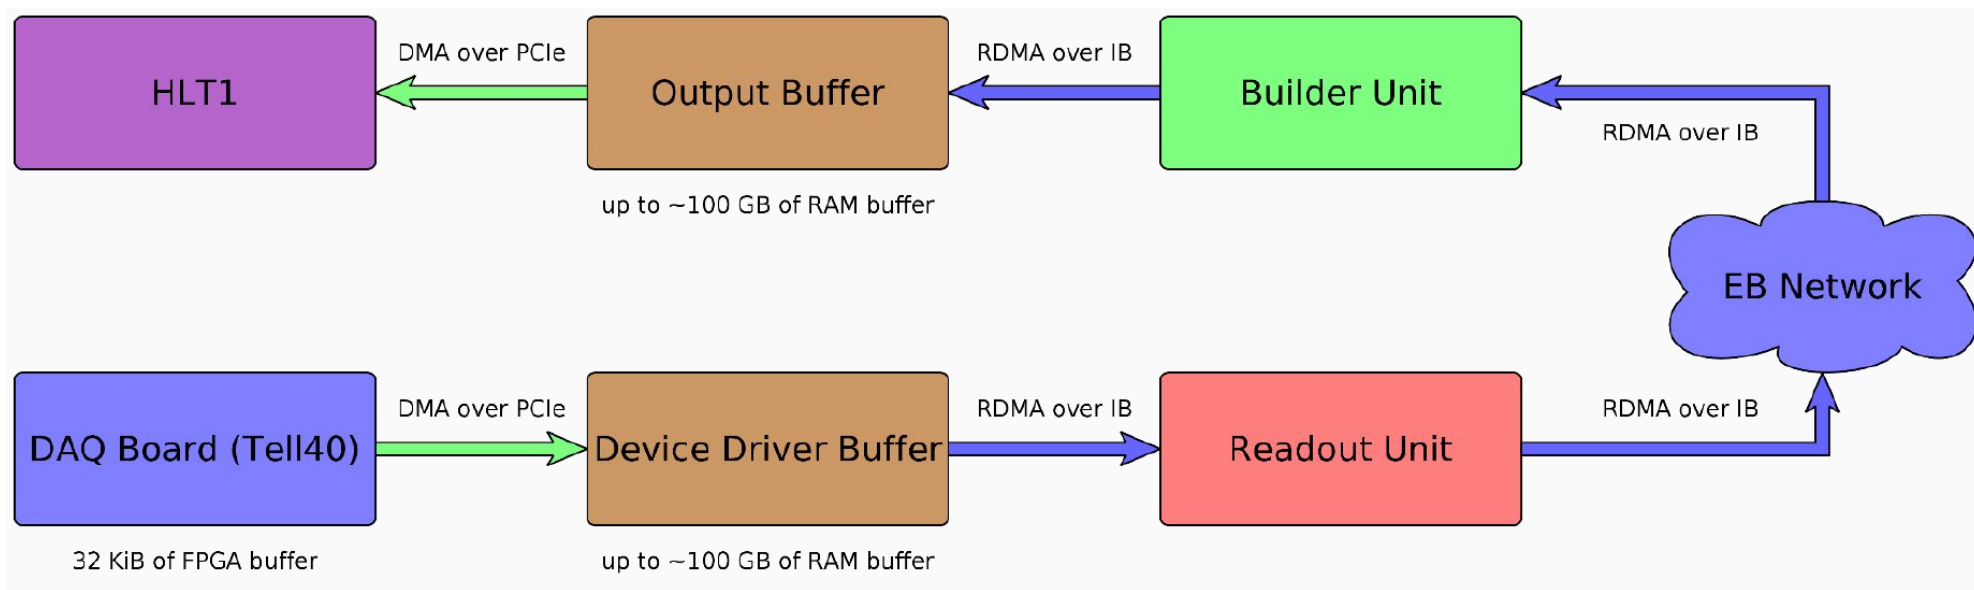 HLT1
DMA over PCIe
Output Buffer
RDMA over IB
Builder Unit
RDMA over IB
up to ~100 GB of RAM buffer
EB Network
DAQ Board (Tell40)
DMA over PCIe
Device Driver Buffer
RDMA over IB
Readout Unit
RDMA over IB
32 KiB of FPGA buffer
up to ~100 GB of RAM buffer